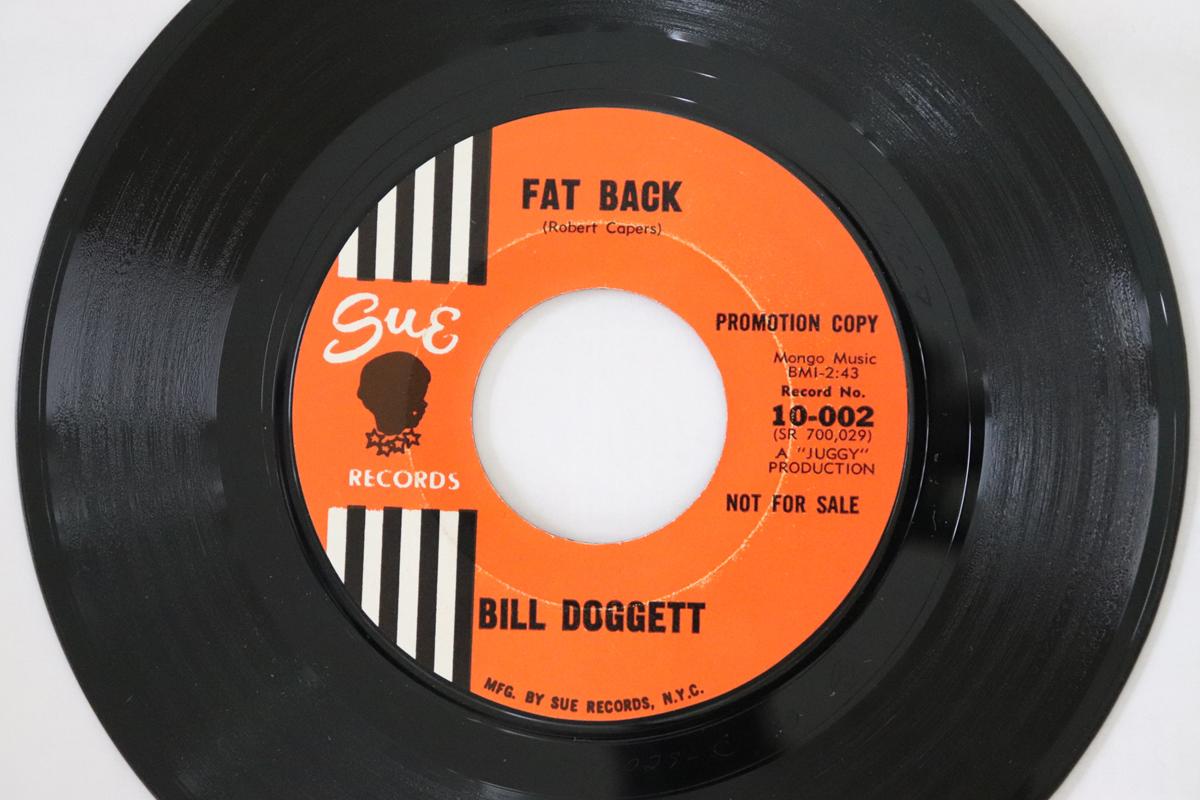 FAT BACK
(Robert Capers)
Sue
RECORDS
PROMOTION COPY
Mongo Music
BMI-2:43
Record No.
10-002
(SR 700,029)
A "JUGGY"
PRODUCTION
NOT FOR SALE
BILL DOGGETT
MFG. BY SUE RECORDS, N.Y.C.